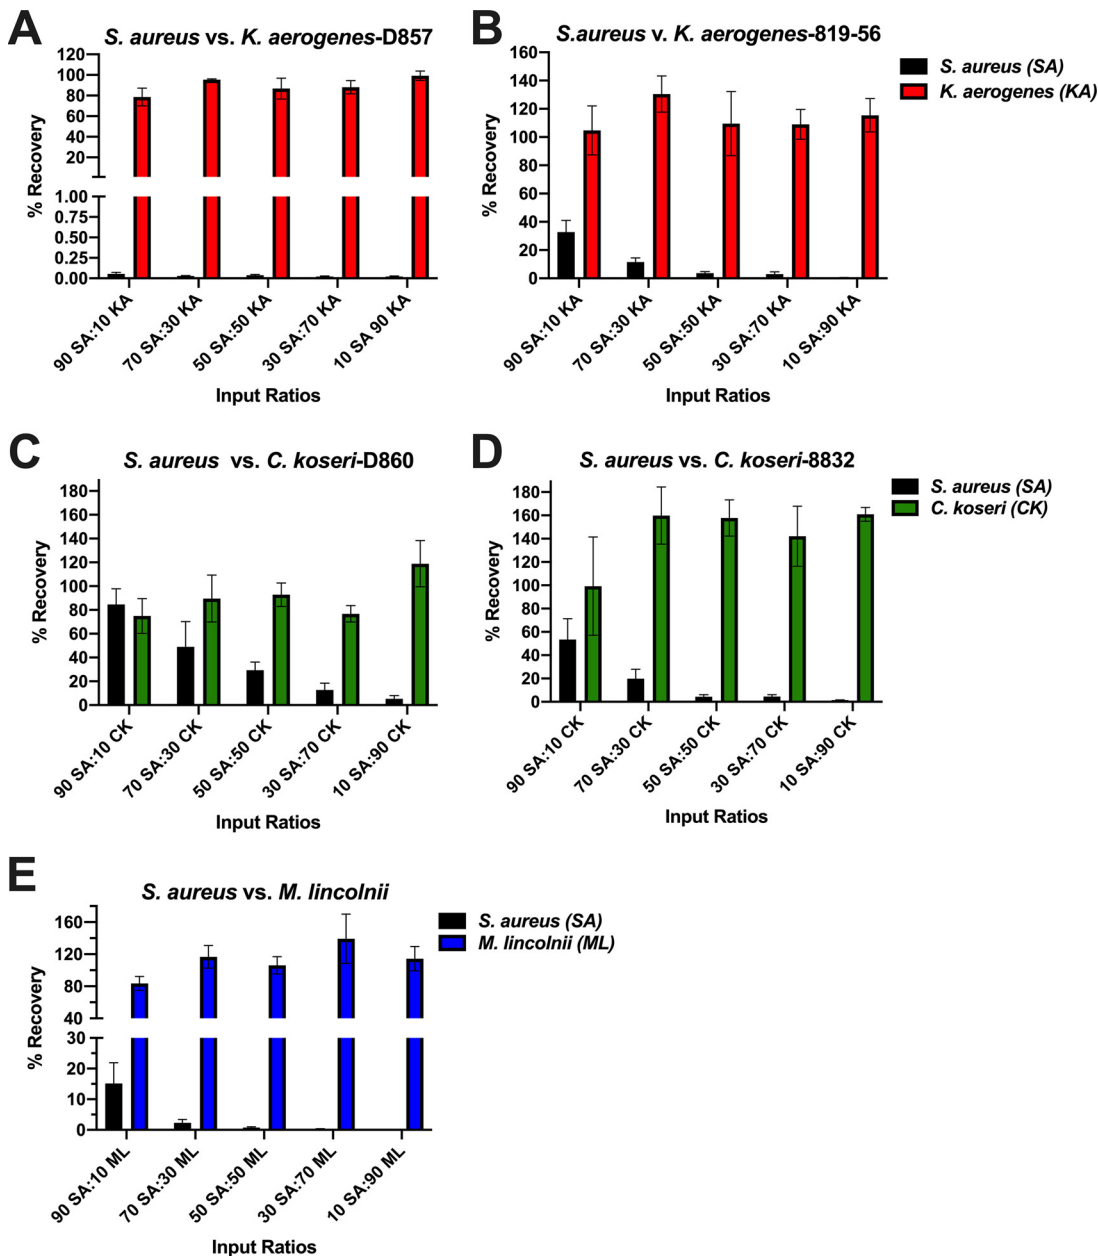 A
S. aureus vs. K. aerogenes-D857
120
100
80
60
40
20
1.00
0.75
0.50
0.25
0.00
% Recovery
90 SA:10 KA
70 SA:30 KA
50 SA:50 KA
30 SA:70 KA
10 SA:90 KA
Input Ratios
B
S.aureus v. K. aerogenes-819-56
160
140
120
100
80
60
40
20
0
% Recovery
90 SA:10 KA
70 SA:30 KA
50 SA:50 KA
30 SA:70 KA
10 SA:90 KA
Input Ratios
S. aureus (SA)
K. aerogenes (KA)
C
S. aureus vs. C. koseri-D860
180
160
140
120
100
80
60
40
20
0
% Recovery
90 SA:10 CK
70 SA:30 CK
50 SA:50 CK
30 SA:70 CK
10 SA:90 CK
Input Ratios
D
S. aureus vs. C. koseri-8832
180
160
140
120
100
80
60
40
20
0
% Recovery
90 SA:10 CK
70 SA:30 CK
50 SA:50 CK
30 SA:70 CK
10 SA:90 CK
Input Ratios
S. aureus (SA)
C. koseri (CK)
E
S. aureus vs. M. lincolnii
160
120
80
40
30
20
10
0
% Recovery
90 SA:10 ML
70 SA:30 ML
50 SA:50 ML
30 SA:70 ML
10 SA:90 ML
Input Ratios
S. aureus (SA)
M. lincolnii (ML)